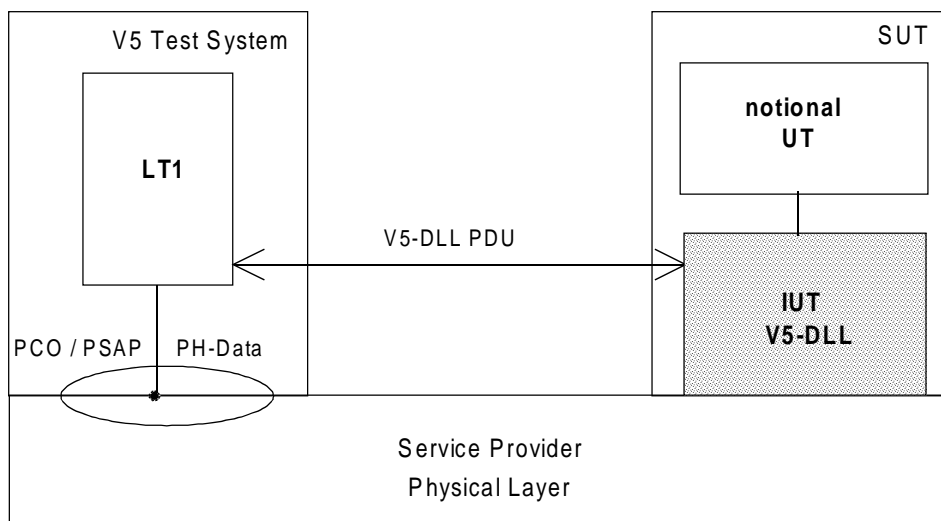 V5 Test System
SUT
LT1
notional
UT
V5-DLL PDU
IUT
V5-DLL
PCO / PSAP
PH-Data
Service Provider
Physical Layer